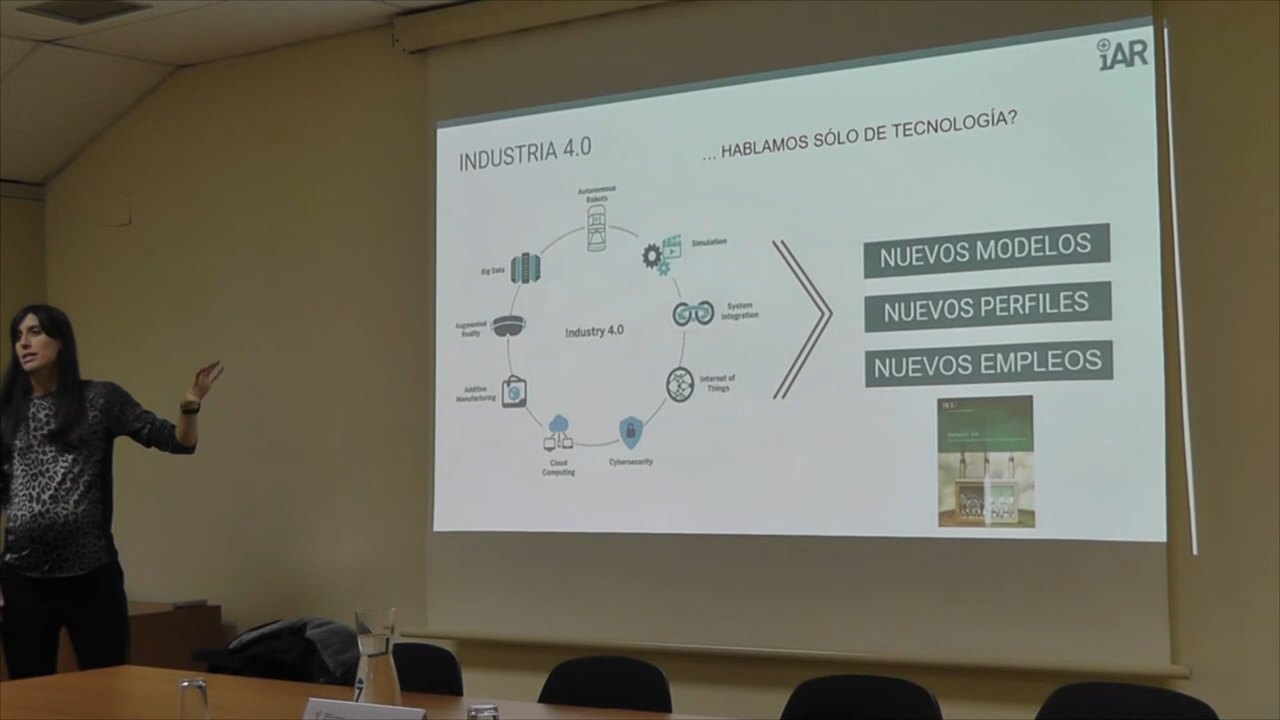 iAR
INDUSTRIA 4.0
... HABLAMOS SÓLO DE TECNOLOGÍA?
Autonomous
Robots
Simulation
Big Data
System
Integration
Augmented
Reality
Industry 4.0
Internet of
Things
Additive
Manufacturing
Cloud
Computing
Cybersecurity
NUEVOS MODELOS
NUEVOS PERFILES
NUEVOS EMPLEOS